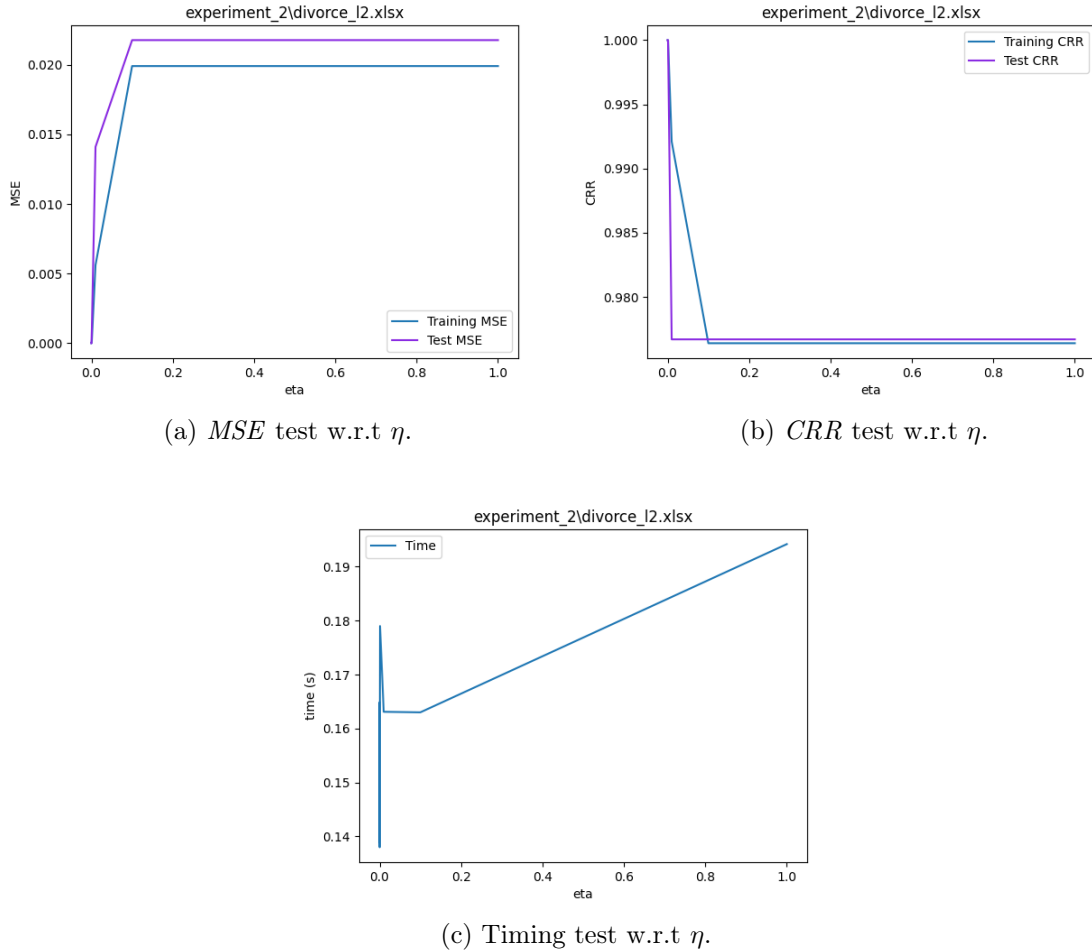 experiment_2\divorce_l2.xlsx
0.020
0.015
0.010
0.005
0.000
MSE
Training MSE
Test MSE
0.0 0.2 0.4 0.6 0.8 1.0
eta
(a) MSE test w.r.t η.
experiment_2\divorce_l2.xlsx
1.000
0.995
0.990
0.985
0.980
CRR
Training CRR
Test CRR
0.0 0.2 0.4 0.6 0.8 1.0
eta
(b) CRR test w.r.t η.
experiment_2\divorce_l2.xlsx
Time
0.19
0.18
0.17
0.16
0.15
0.14
time (s)
0.0 0.2 0.4 0.6 0.8 1.0
eta
(c) Timing test w.r.t η.